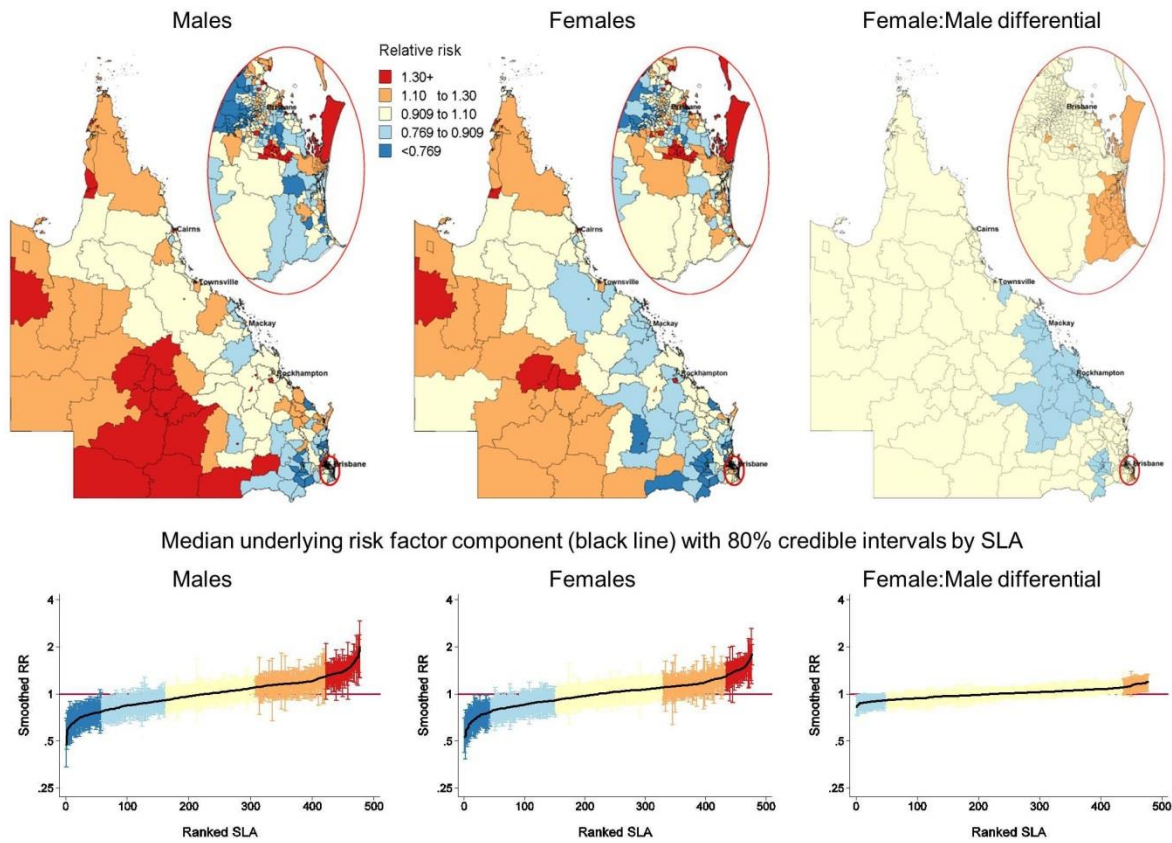 Males
Females
Female:Male differential
Relative risk
1.30+
1.10 to 1.30
0.909 to 1.10
0.769 to 0.909
<0.769
Brisbane
Brisbane
Brisbane
Cairns
Townsville
Mackay
Rockhampton
Brisbane
Cairns
Townsville
Mackay
Rockhampton
Brisbane
Cairns
Townsville
Mackay
Rockhampton
Brisbane
Median underlying risk factor component (black line) with 80% credible intervals by SLA
Males
Females
Female:Male differential
Smoothed RR
4
2
1
.5
.25
0 100 200 300 400 500
Ranked SLA
Smoothed RR
4
2
1
.5
.25
0 100 200 300 400 500
Ranked SLA
Smoothed RR
4
2
1
.5
.25
0 100 200 300 400 500
Ranked SLA